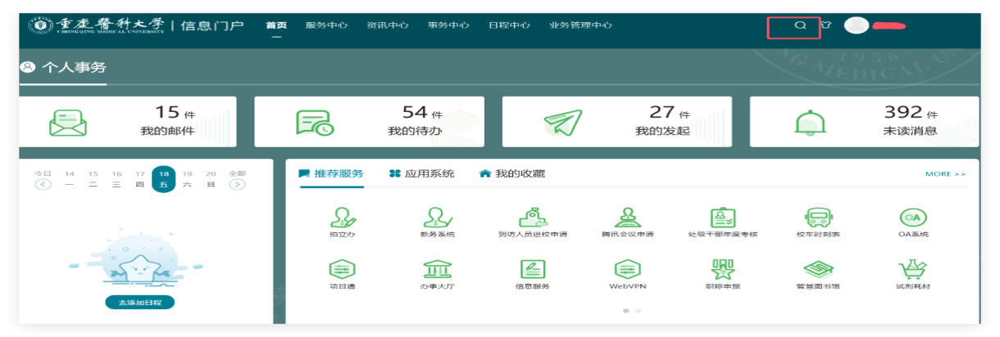 重庆医科大学 | 信息门户 首页 服务中心 资讯中心 事务中心 日程中心 业务管理中心
CHONGQING MEDICAL UNIVERSITY
个人事务
15 件 54 件 27 件 392 件
我的邮件 我的待办 我的发起 未读消息
今日 14 15 16 17 18 19 20 全部
一 二 三 四 五 六 日
推荐服务 应用系统 我的收藏 MORE >>
拍立办 教务系统 到访人员进校申请 腾讯会议申请 处级干部年度考核 校车时刻表 OA系统
项目通 办事大厅 信息服务 WebVPN 职称申报 智慧图书馆 试剂耗材
去添加日程